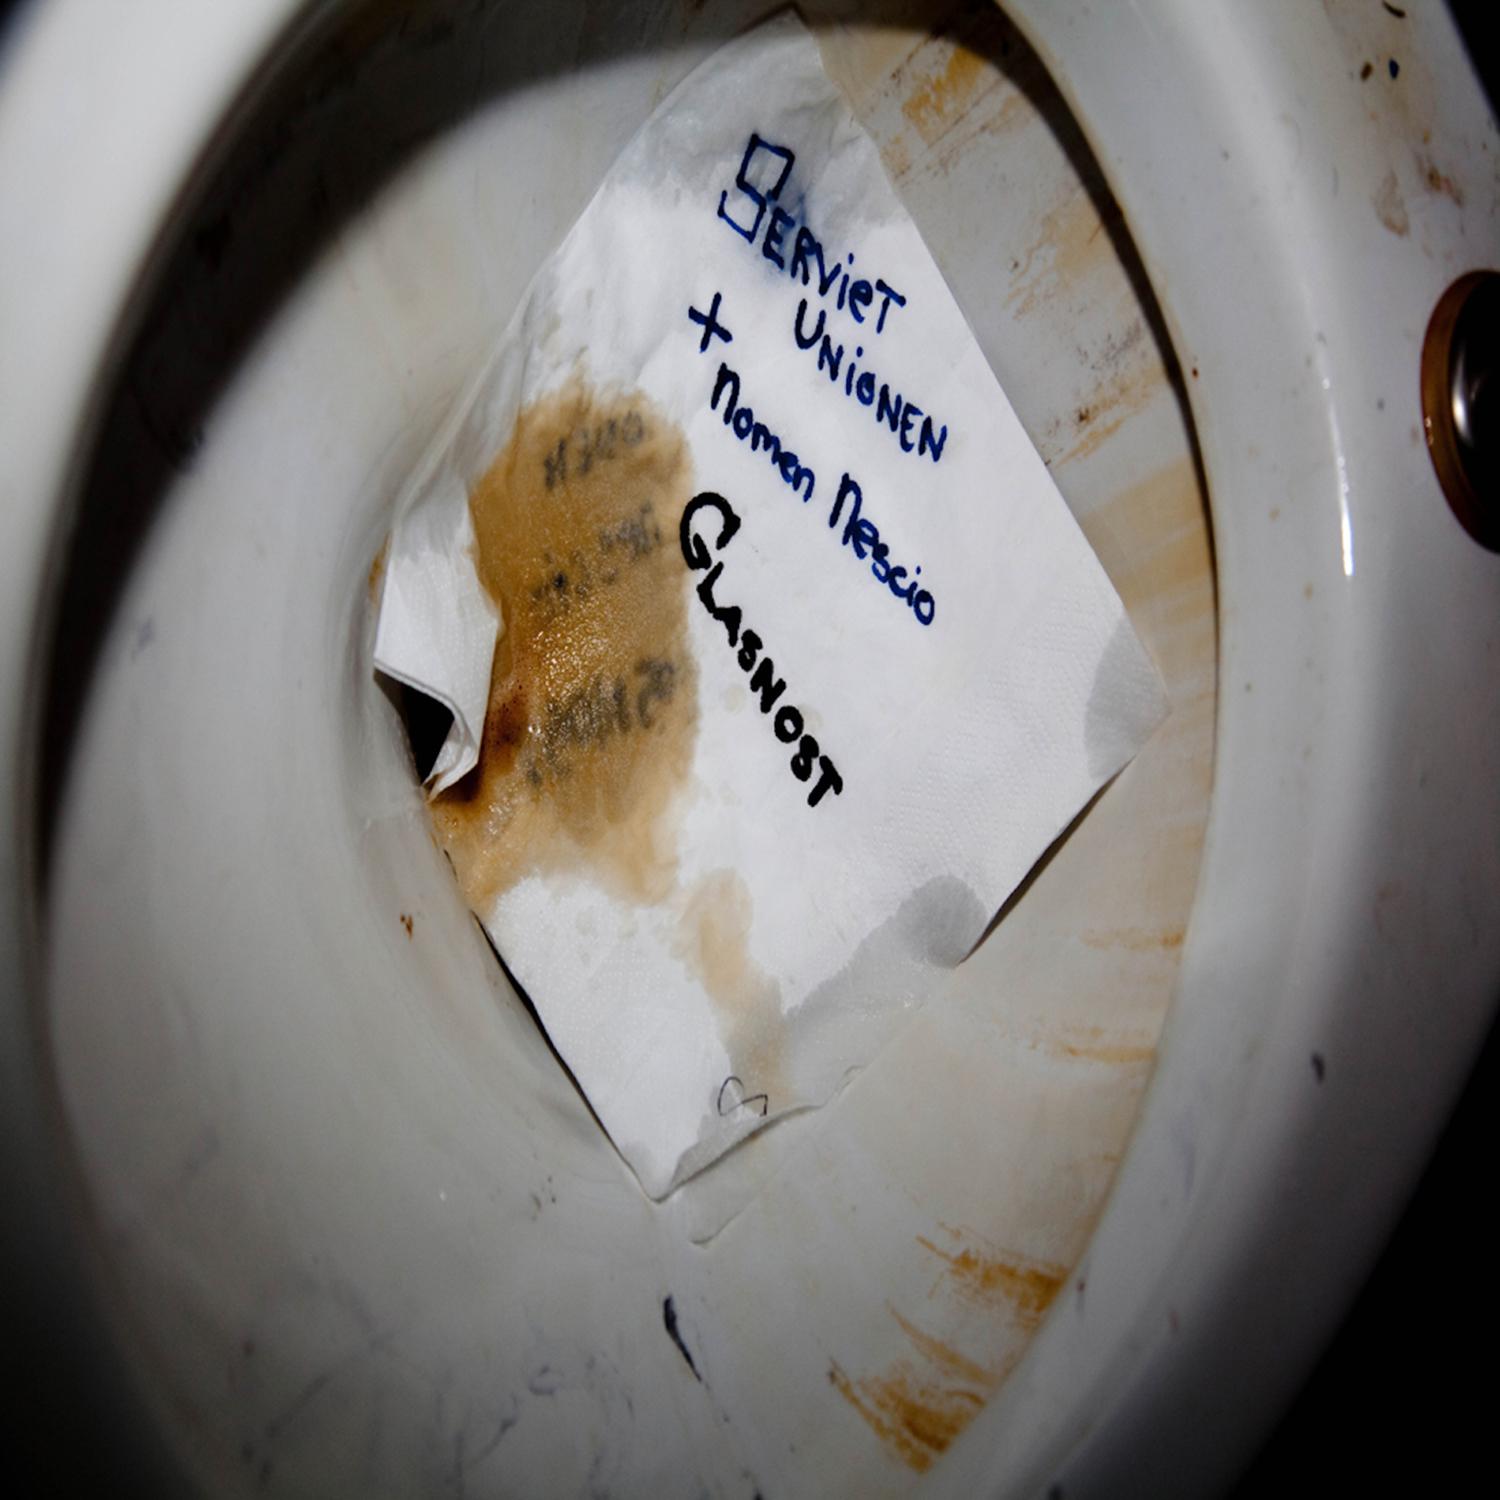 SERVieT
UNiONEN
X
Nomen Nescio
GLASNOST